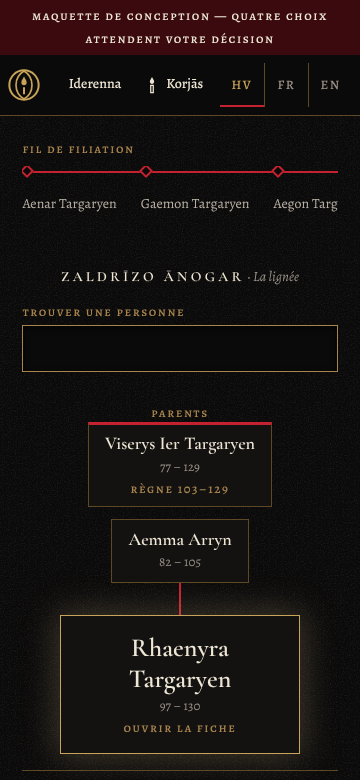 MAQUETTE DE CONCEPTION — QUATRE CHOIX
ATTENDENT VOTRE DÉCISION
Iderenna Korjās HV FR EN
FIL DE FILIATION
Aenar Targaryen Gaemon Targaryen Aegon Targ
ZALDRĪZO ĀNOGAR · La lignée
TROUVER UNE PERSONNE
PARENTS
Viserys Ier Targaryen
77 – 129
RÈGNE 103–129
Aemma Arryn
82 – 105
Rhaenyra
Targaryen
97 – 130
OUVRIR LA FICHE